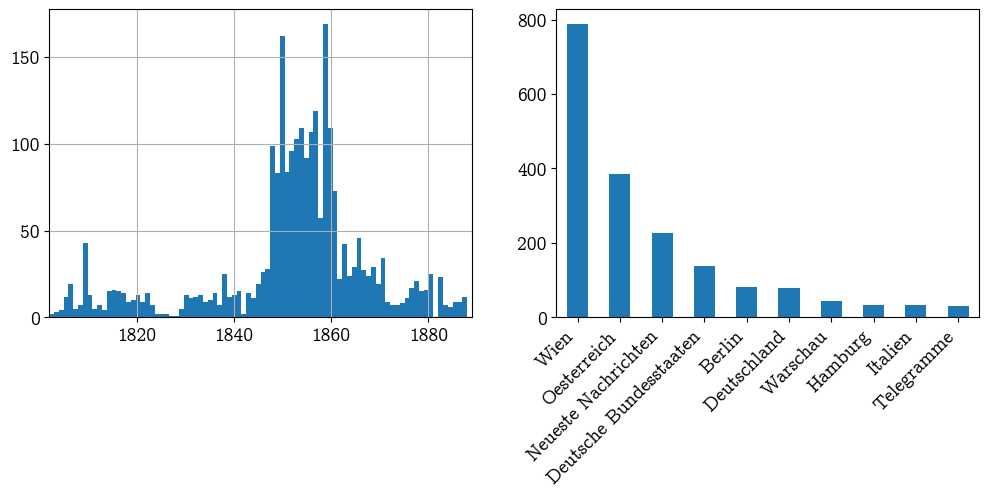 150
100
50
0
1820
1840
1860
1880
800
600
400
200
0
Wien
Oesterreich
Neueste Nachrichten
Deutsche Bundesstaaten
Berlin
Deutschland
Warschau
Hamburg
Italien
Telegramme